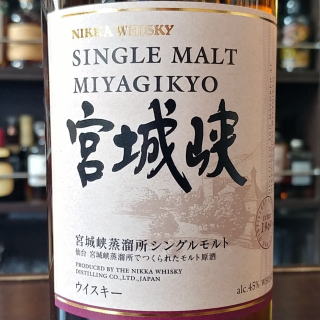 NIKKA WHISKY
SINGLE MALT
MIYAGIKYO
宮城峡
宮城峡蒸溜所シングルモルト
仙台 宮城峡蒸溜所でつくられたモルト原酒
PRODUCED BY THE NIKKA WHISKY
DISTILLING CO., LTD., JAPAN
ウイスキー
alc. 45%